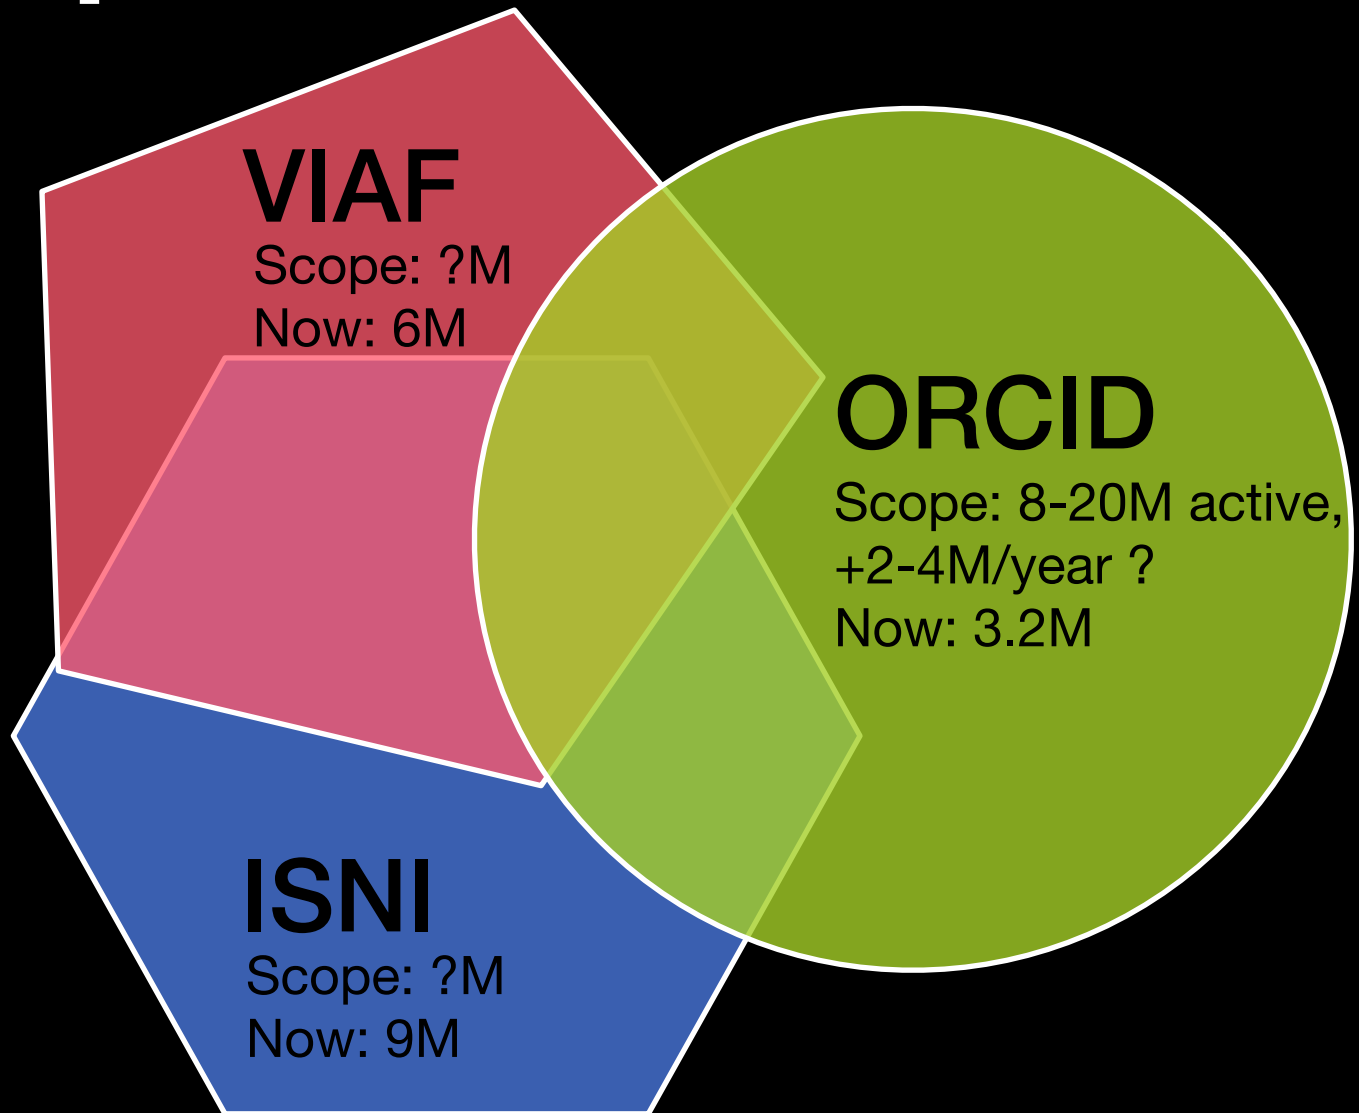 VIAF
Scope: ?M
Now: 6M
ORCID
Scope: 8-20M active,
+2-4M/year ?
Now: 3.2M
ISNI
Scope: ?M
Now: 9M